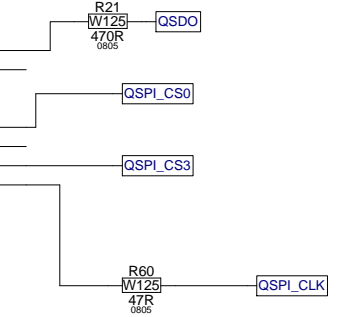 R21
W125 QSDO
470R
0805
QSPI_CS0
QSPI_CS3
R60
W125 QSPI_CLK
47R
0805